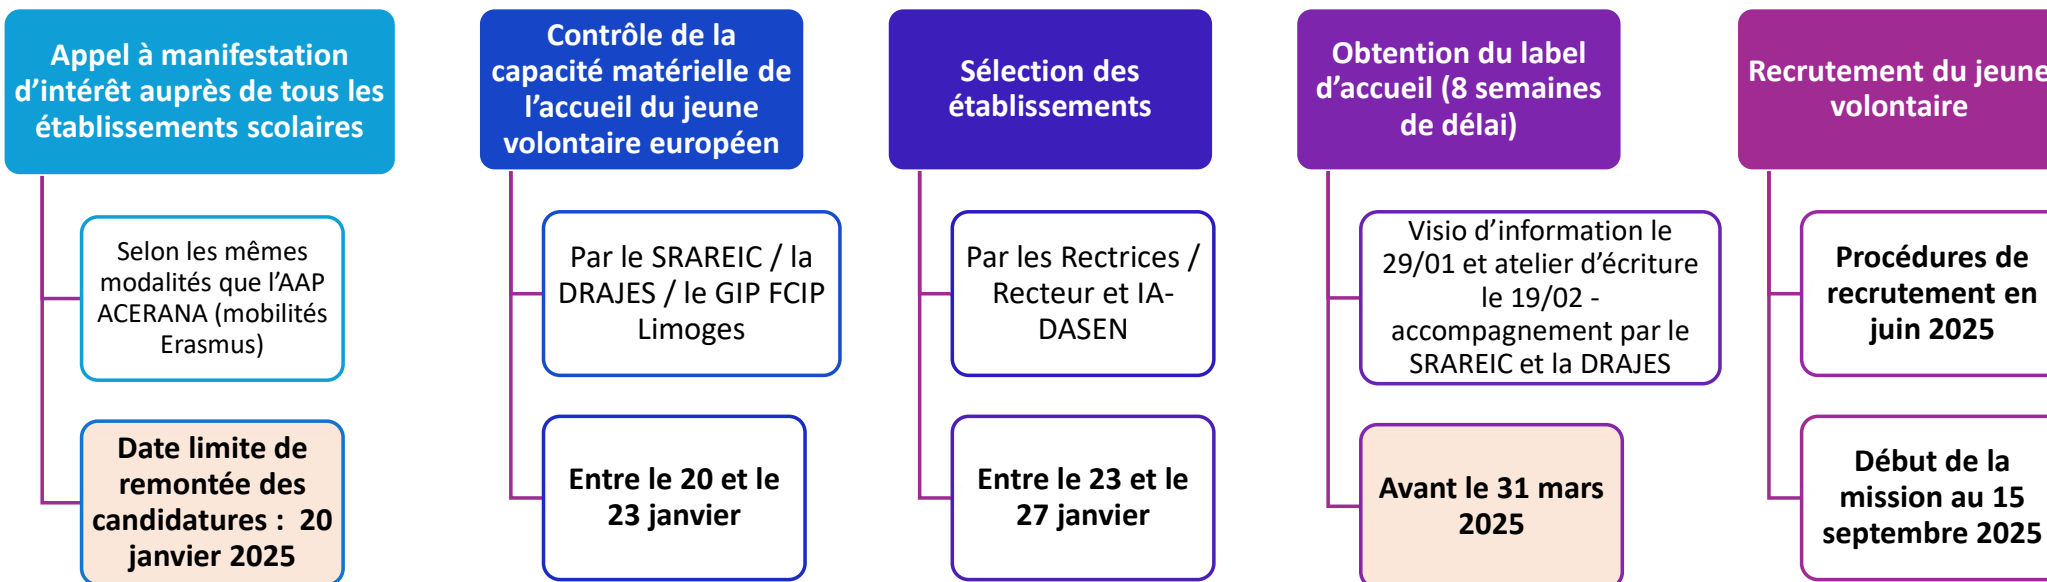 Appel à manifestation
d’intérêt auprès de tous les
établissements scolaires
Selon les mêmes
modalités que l’AAP
ACERANA (mobilités
Erasmus)
Date limite de
remontée des
candidatures : 20
janvier 2025
Contrôle de la
capacité matérielle de
l’accueil du jeune
volontaire européen
Par le SRAREIC / la
DRAJES / le GIP FCIP
Limoges
Entre le 20 et le
23 janvier
Sélection des
établissements
Par les Rectrices /
Recteur et IA-
DASEN
Entre le 23 et le
27 janvier
Obtention du label
d’accueil (8 semaines
de délai)
Visio d’information le
29/01 et atelier d’écriture
le 19/02 -
accompagnement par le
SRAREIC et la DRAJES
Avant le 31 mars
2025
Recrutement du jeune
volontaire
Procédures de
recrutement en
juin 2025
Début de la
mission au 15
septembre 2025